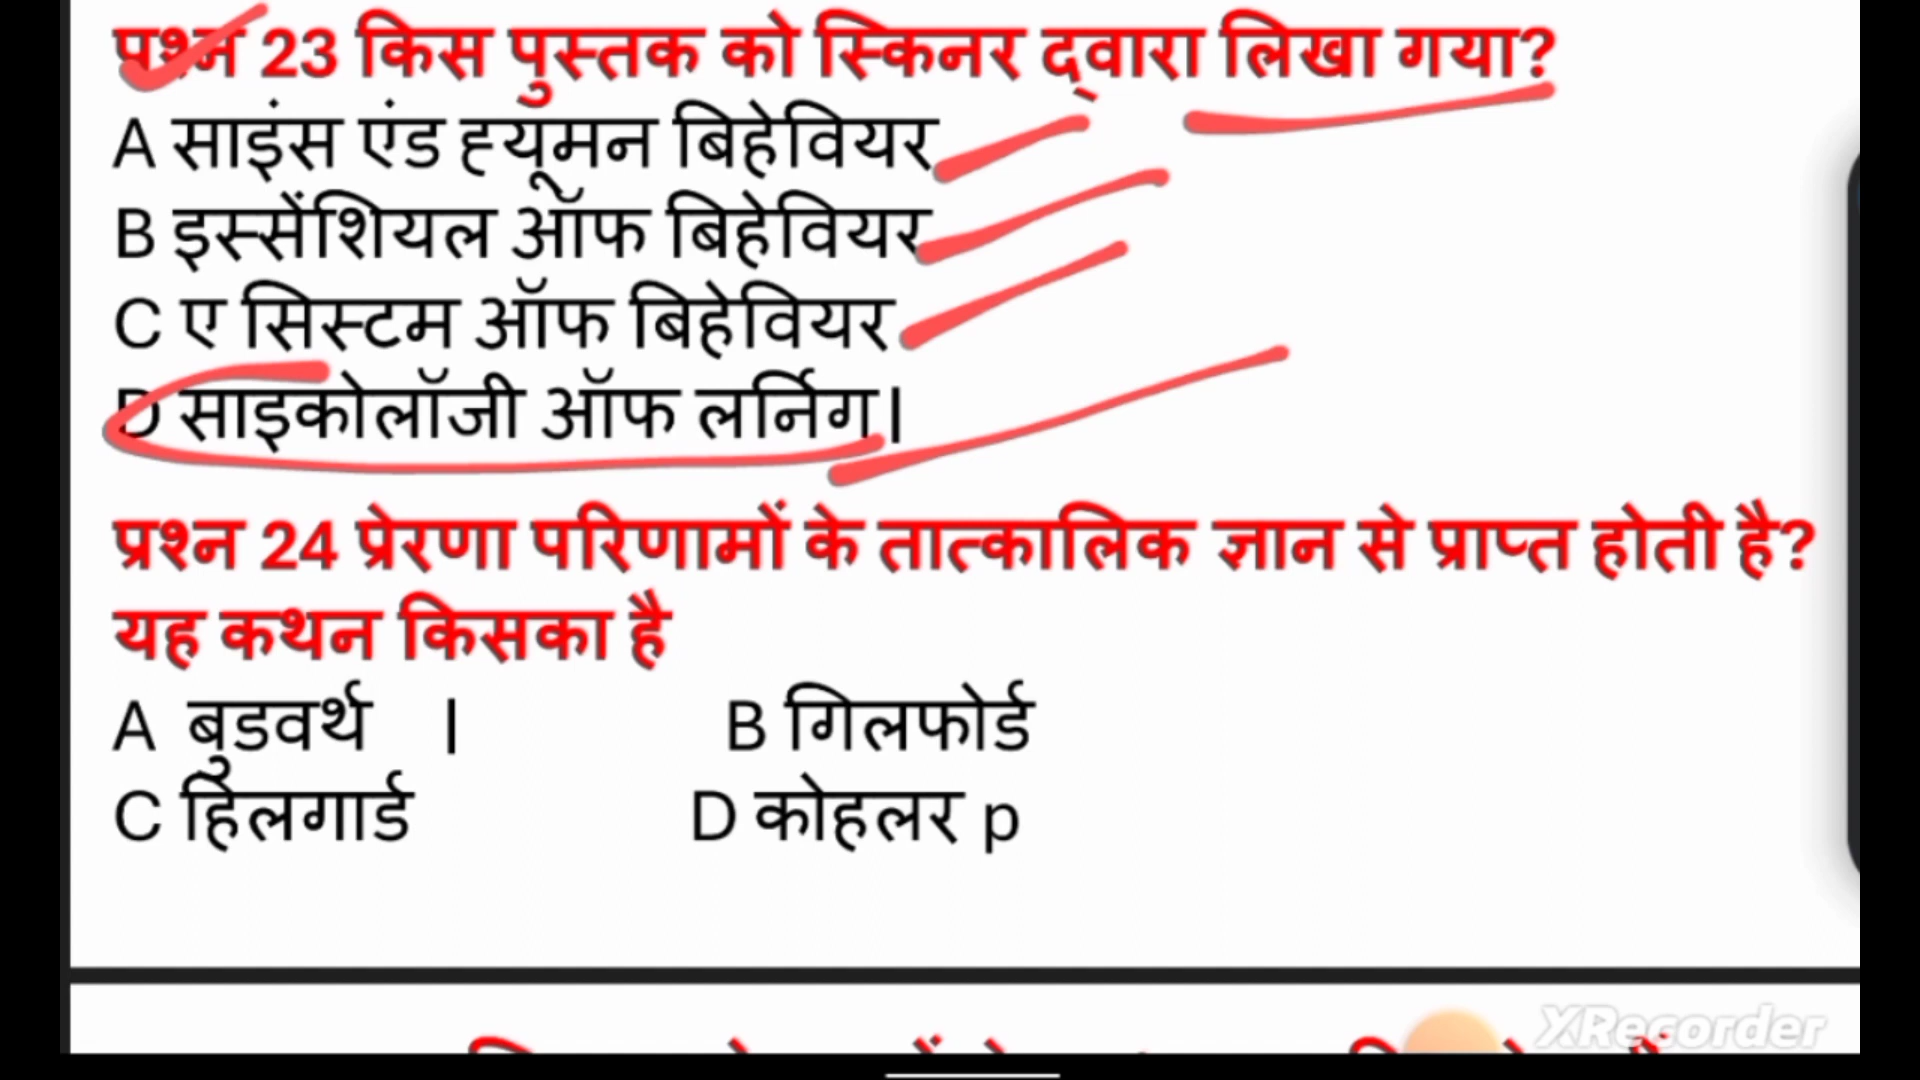 प्रश्न 23 किस पुस्तक को स्किनर द्वारा लिखा गया?
A साइंस एंड ह्यूमन बिहेवियर
B इस्सेंशियल ऑफ बिहेवियर
C ए सिस्टम ऑफ बिहेवियर
D साइकोलॉजी ऑफ लर्निग।
प्रश्न 24 प्रेरणा परिणामों के तात्कालिक ज्ञान से प्राप्त होती है?
यह कथन किसका है
A बुडवर्थ । B गिलफोर्ड
C हिलगार्ड D कोहलर p
XRecorder